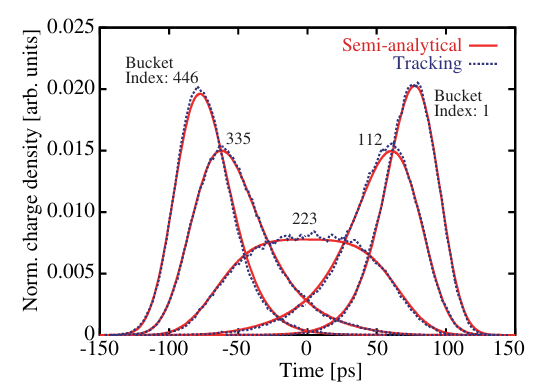 0.025
0.020
0.015
0.010
0.005
0
Norm. charge density [arb. units]
Semi-analytical
Tracking
Bucket
Index: 446
Bucket
Index: 1
335
112
223
-150
-100
-50
0
50
100
150
Time [ps]